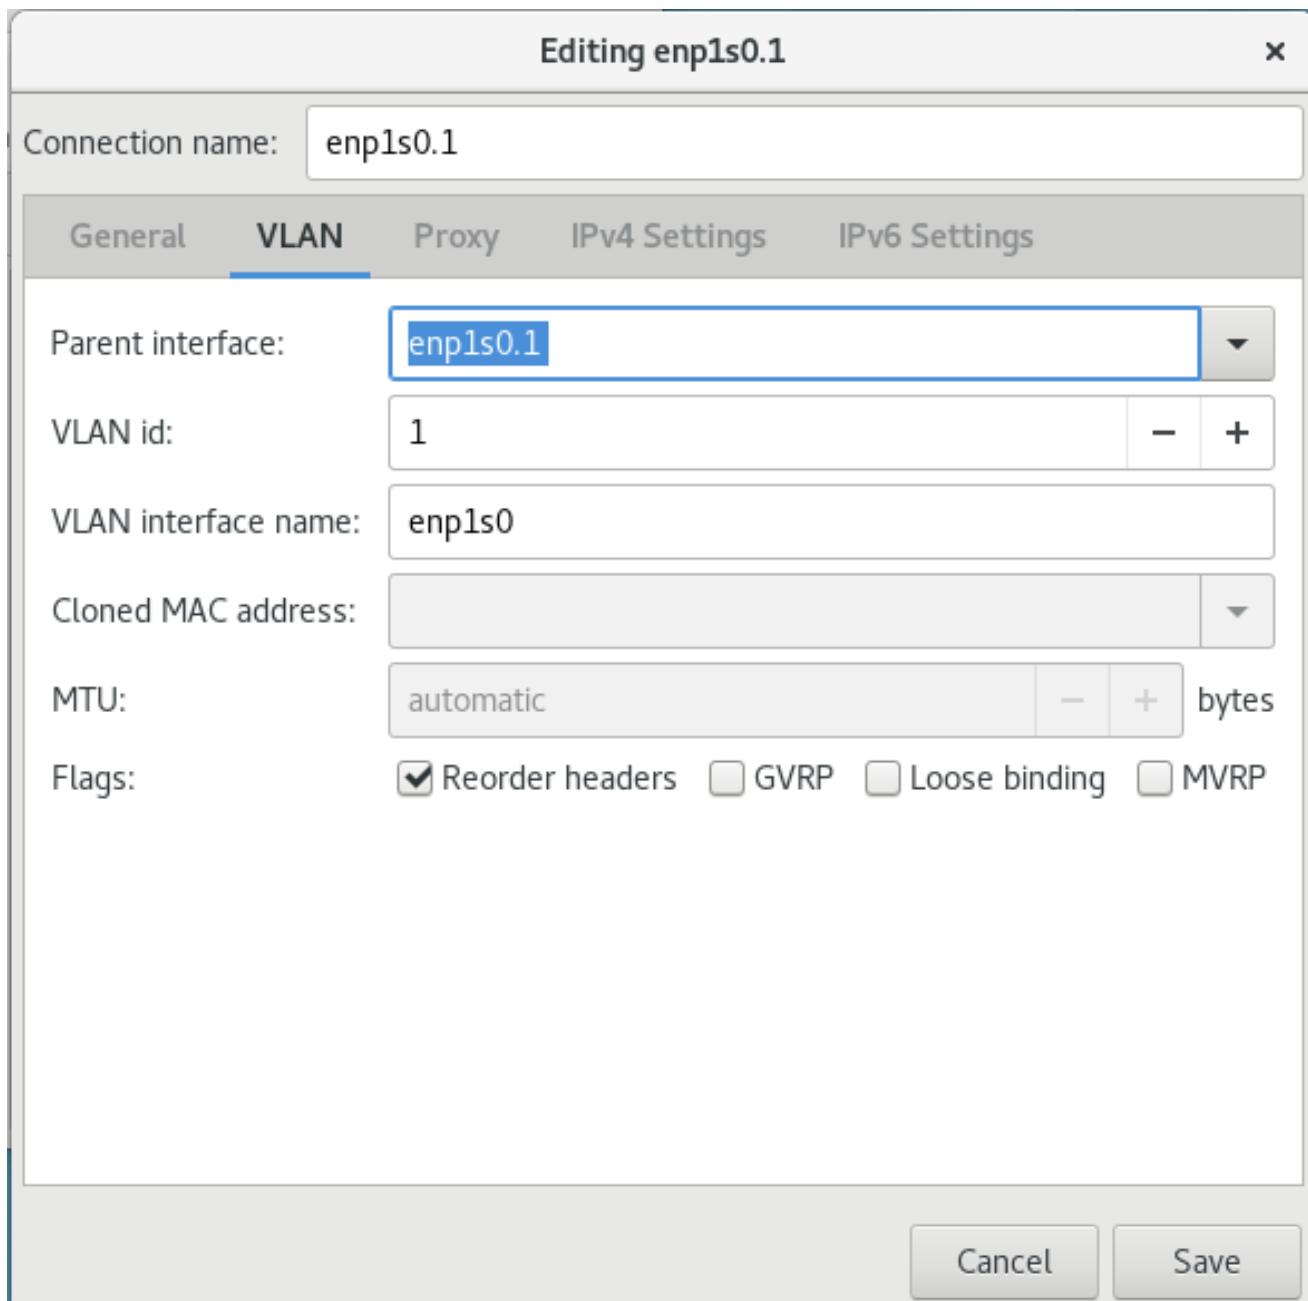 Editing enp1s0.1
Connection name: enp1s0.1
General VLAN Proxy IPv4 Settings IPv6 Settings
Parent interface: enp1s0.1
VLAN id: 1
VLAN interface name: enp1s0
Cloned MAC address:
MTU: automatic bytes
Flags: Reorder headers GVRP Loose binding MVRP
Cancel Save